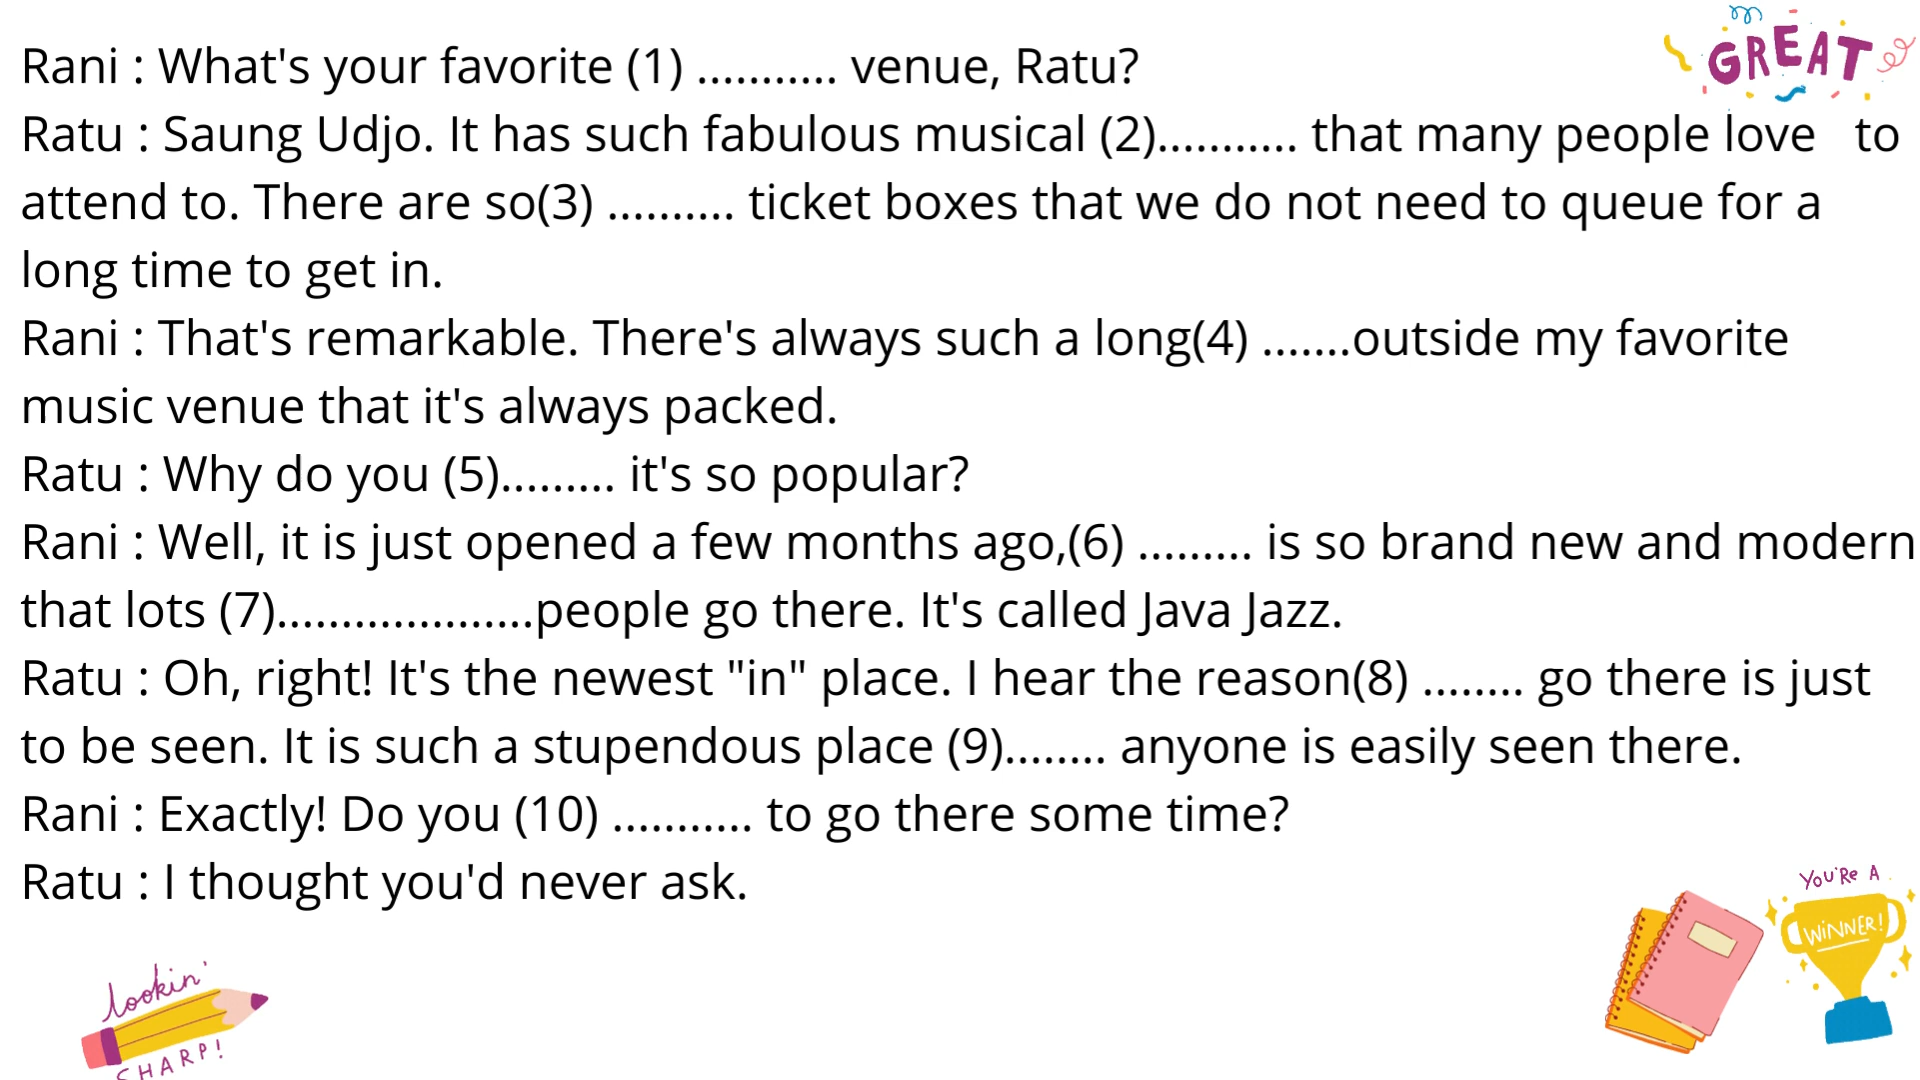 GREAT
Rani : What's your favorite (1) ........... venue, Ratu?
Ratu : Saung Udjo. It has such fabulous musical (2)........... that many people love to
attend to. There are so(3) .......... ticket boxes that we do not need to queue for a
long time to get in.
Rani : That's remarkable. There's always such a long(4) .......outside my favorite
music venue that it's always packed.
Ratu : Why do you (5)......... it's so popular?
Rani : Well, it is just opened a few months ago,(6) ......... is so brand new and modern
that lots (7)....................people go there. It's called Java Jazz.
Ratu : Oh, right! It's the newest "in" place. I hear the reason(8) ........ go there is just
to be seen. It is such a stupendous place (9)........ anyone is easily seen there.
Rani : Exactly! Do you (10) ........... to go there some time?
Ratu : I thought you'd never ask.
YOU'Re A
WiNNER!
lookin'
SHARP!